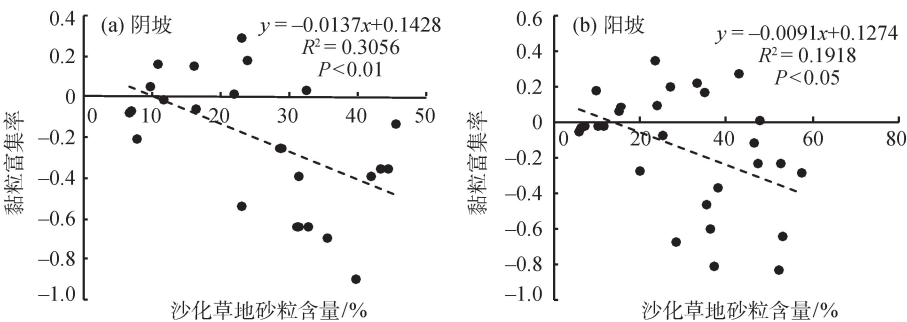 (a) 阴坡
y = –0.0137x+0.1428
R²= 0.3056
P<0.01
0.4
0.2
0
–0.2
–0.4
–0.6
–0.8
–1.0
0 10 20 30 40 50
黏粒富集率
沙化草地砂粒含量/%
(b) 阳坡
y = –0.0091x+0.1274
R²= 0.1918
P<0.05
0.6
0.4
0.2
0
–0.2
–0.4
–0.6
–0.8
–1.0
0 20 40 60 80
黏粒富集率
沙化草地砂粒含量/%